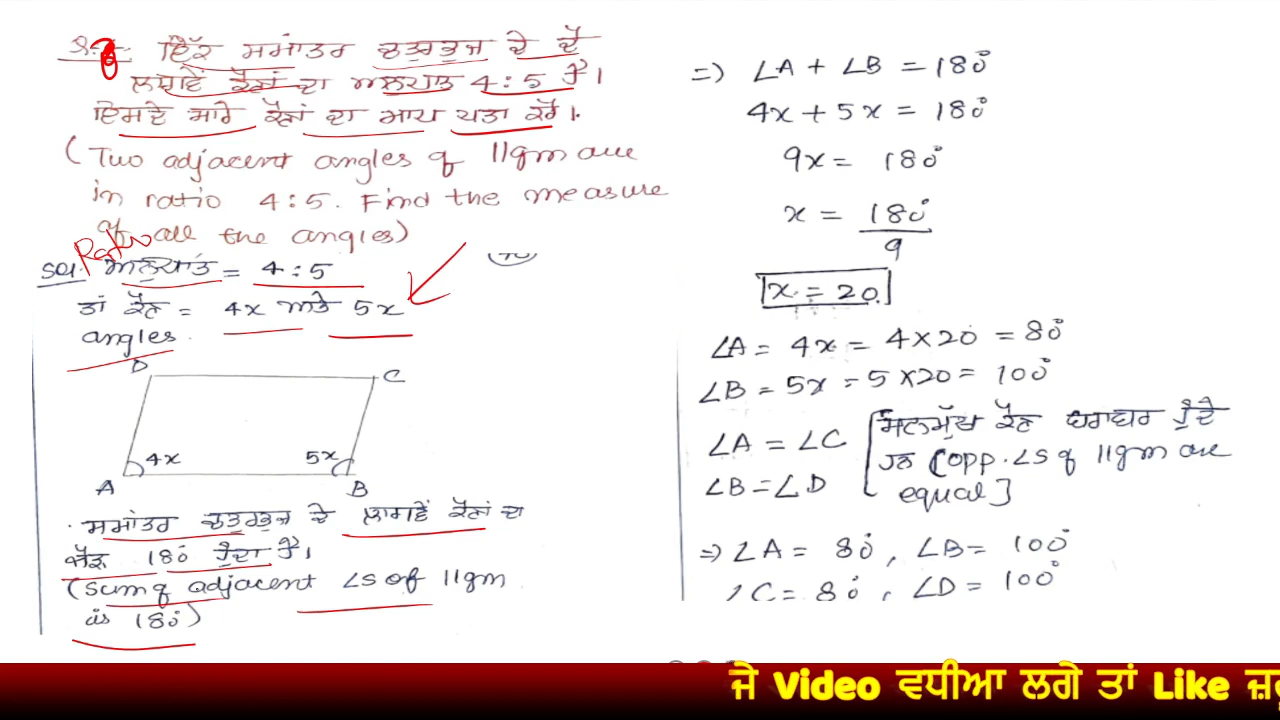 ਇੱਕ ਸਮਾਂਤਰ ਚਤੁਰਭੁਜ ਦੇ ਦੋ
ਲਾਗਵੇਂ ਕੋਣਾਂ ਦਾ ਅਨੁਪਾਤ 4:5 ਹੈ।
ਇਸਦੇ ਸਾਰੇ ਕੋਣਾਂ ਦਾ ਮਾਪ ਪਤਾ ਕਰੋ।
(Two adjacent angles of ||gm are
in ratio 4:5. Find the measure
of all the angles)
Ratio
Sol. ਅਨੁਪਾਤ = 4:5
ਤਾਂ ਕੋਣ = 4x ਅਤੇ 5x
angles
D C
4x 5x
A B
ਸਮਾਂਤਰ ਚਤੁਰਭੁਜ ਦੇ ਲਾਗਵੇਂ ਕੋਣਾਂ ਦਾ
ਜੋੜ 180° ਹੁੰਦਾ ਹੈ।
(Sum of adjacent ∠s of ||gm
is 180°)
=> ∠A + ∠B = 180°
4x + 5x = 180°
9x = 180°
x = 180°
9
x = 20
∠A = 4x = 4×20 = 80°
∠B = 5x = 5×20 = 100°
∠A = ∠C [ਸਨਮੁੱਖ ਕੋਣ ਬਰਾਬਰ ਹੁੰਦੇ
ਹਨ (opp. ∠s of ||gm are
∠B = ∠D equal]
=> ∠A = 80°, ∠B = 100°
∠C = 80°, ∠D = 100°
ਜੇ Video ਵਧੀਆ ਲਗੇ ਤਾਂ Like